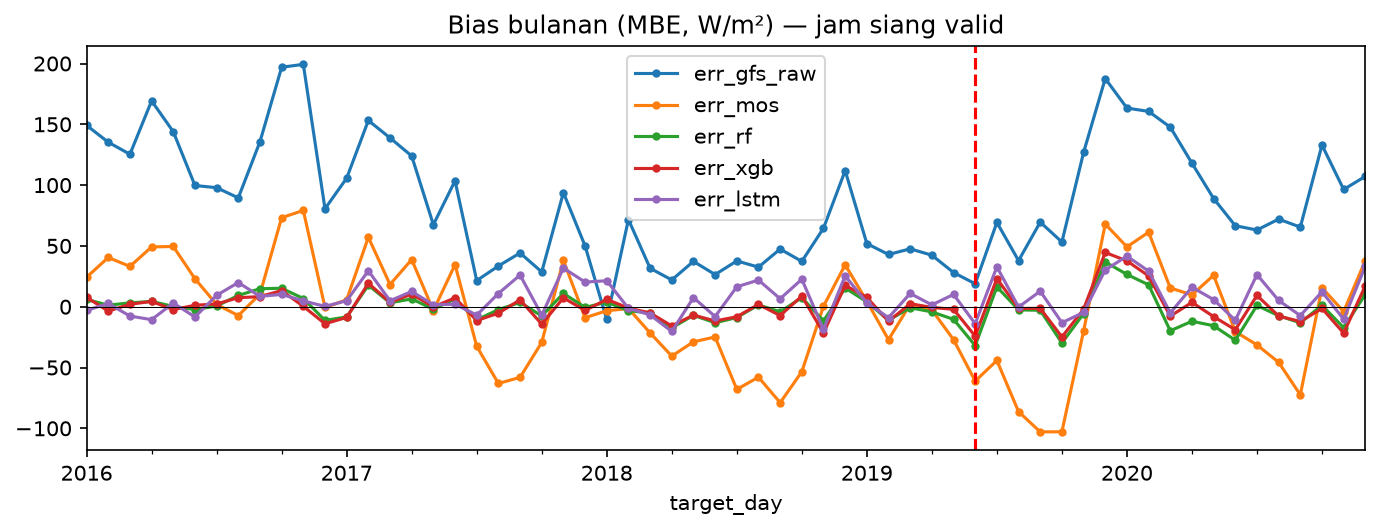 Bias bulanan (MBE, W/m²) — jam siang valid
200
150
100
50
0
−50
−100
err_gfs_raw
err_mos
err_rf
err_xgb
err_lstm
2016
2017
2018
2019
2020
target_day